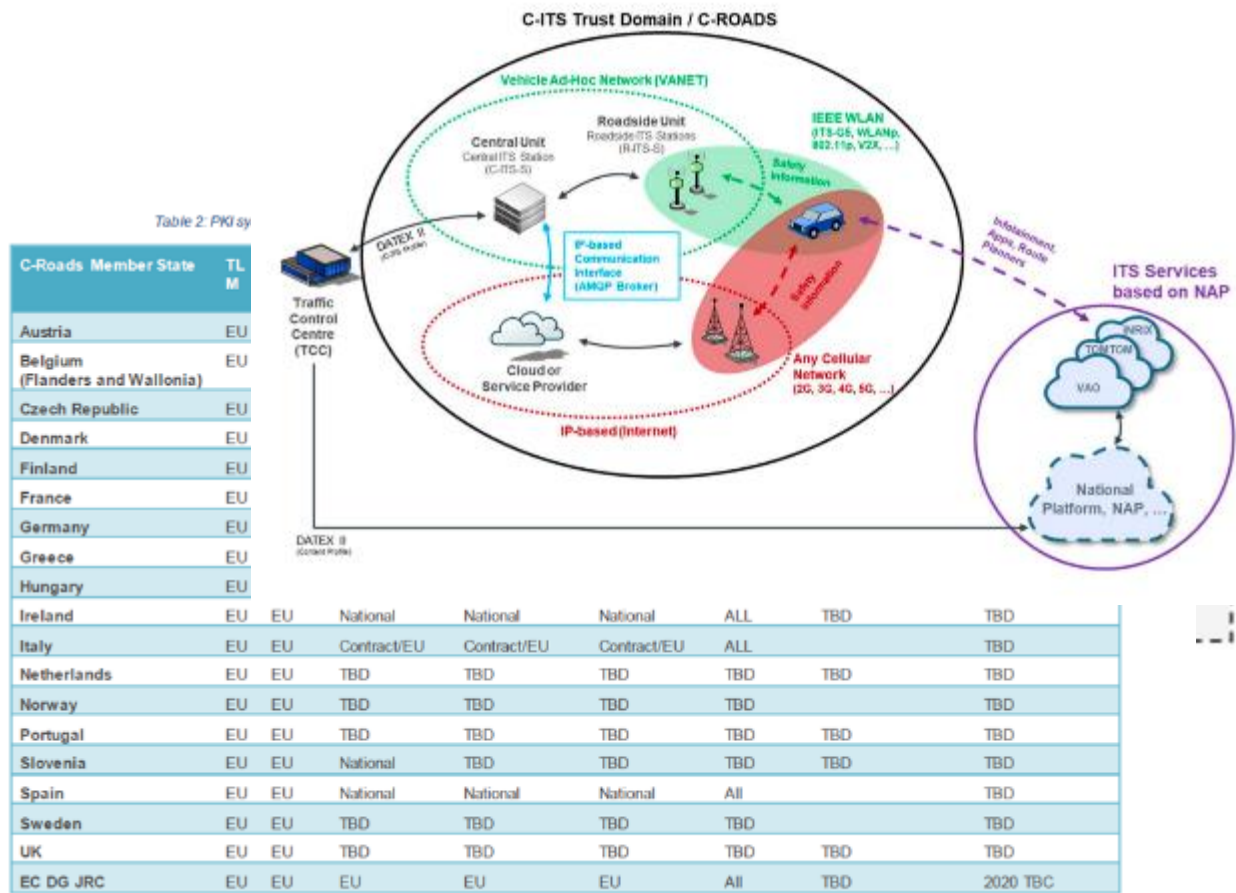 C-ITS Trust Domain / C-ROADS
Vehicle Ad-Hoc Network (VANET)
IEEE WLAN
(ITS-G5, WLANp,
802.11p, V2X, ...)
Roadside Unit
Roadside ITS Stations
(R-ITS-S)
Central Unit
Central ITS Station
(C-ITS-S)
Safety
Information
DATEX II
IP-based
Communication
Interface
(AMQP Broker)
Safety
Information
Infotainment,
Apps, Route
Planners
Traffic
Control
Centre
(TCC)
Cloud or
Service Provider
Any Cellular
Network
(2G, 3G, 4G, 5G, ...)
IP-based (Internet)
ITS Services
based on NAP
INRIX
TOMTOM
VAO
National
Platform, NAP, ...
DATEX II
(Content Profile)
Table 2: PKI sy
C-Roads Member State TL
M
Austria EU
Belgium EU
(Flanders and Wallonia)
Czech Republic EU
Denmark EU
Finland EU
France EU
Germany EU
Greece EU
Hungary EU
Ireland EU EU National National National ALL TBD TBD
Italy EU EU Contract/EU Contract/EU Contract/EU ALL TBD
Netherlands EU EU TBD TBD TBD TBD TBD TBD
Norway EU EU TBD TBD TBD TBD TBD
Portugal EU EU TBD TBD TBD TBD TBD TBD
Slovenia EU EU National TBD TBD TBD TBD TBD
Spain EU EU National National National All TBD
Sweden EU EU TBD TBD TBD TBD TBD
UK EU EU TBD TBD TBD TBD TBD TBD
EC DG JRC EU EU EU EU EU All TBD 2020 TBC